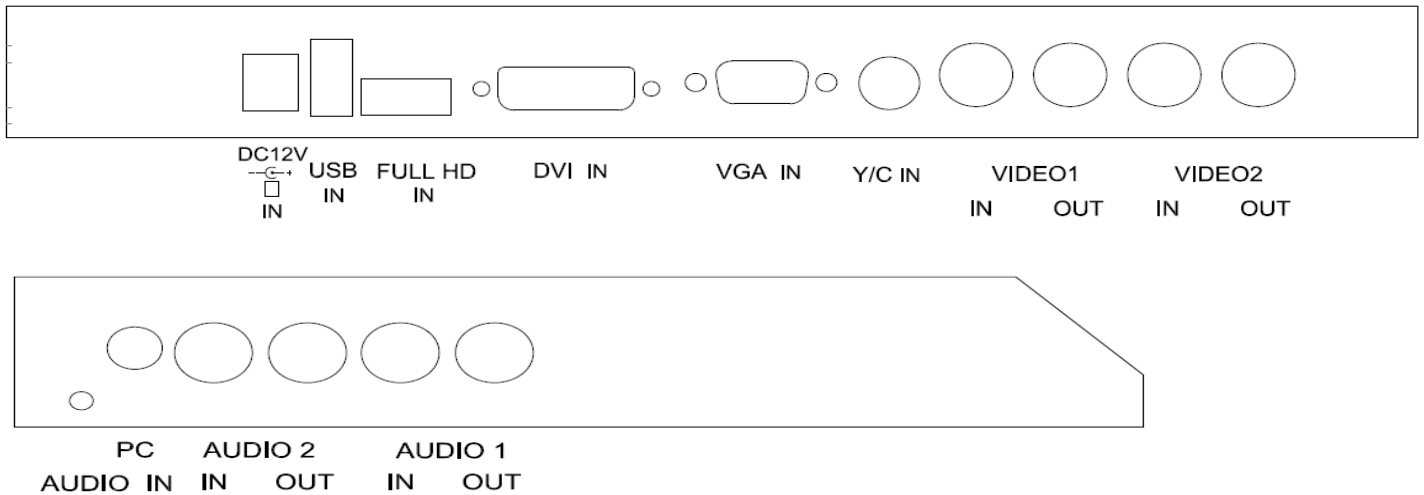 DC12V USB FULL HD DVI IN VGA IN Y/C IN VIDEO1 VIDEO2
IN IN IN IN OUT IN OUT
PC AUDIO 2 AUDIO 1
AUDIO IN IN OUT IN OUT